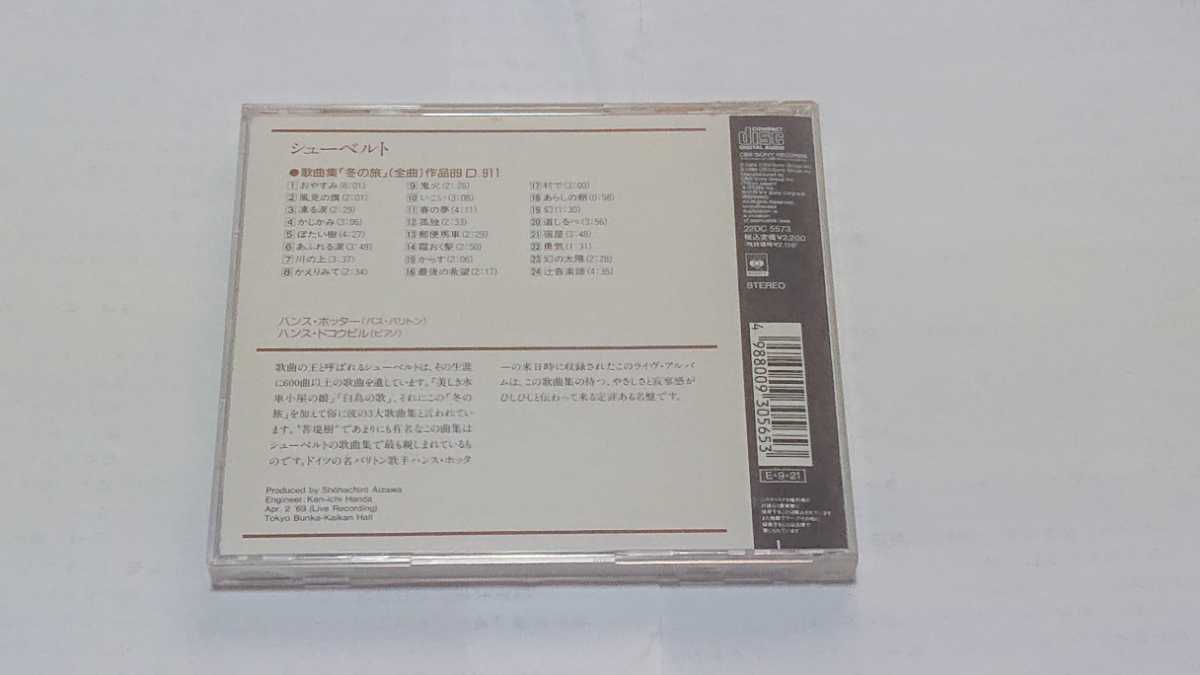 シューベルト
●歌曲集「冬の旅」(全曲)作品89 D.911
1 おやすみ(6:01)
2 風見の旗(2:01)
3 凍る涙(2:29)
4 かじかみ(3:06)
5 ぼだい樹(4:27)
6 あふれる涙(3:49)
7 川の上(3:37)
8 かえりみて(2:34)
9 鬼火(2:28)
10 いこい(3:08)
11 春の夢(4:11)
12 孤独(2:33)
13 郵便馬車(2:29)
14 霜おく髪(2:50)
15 からす(2:06)
16 最後の希望(2:17)
17 村で(3:00)
18 あらしの朝(0:58)
19 幻(1:30)
20 道しるべ(3:56)
21 宿屋(3:48)
22 勇気(1:31)
23 幻の太陽(2:28)
24 辻音楽師(4:35)
ハンス・ホッター(バス・バリトン)
ハンス・ドコウピル(ピアノ)
歌曲の王と呼ばれるシューベルトは、その生涯
に600曲以上の歌曲を遺しています。「美しき水
車小屋の娘」「白鳥の歌」、それにこの「冬の
旅」を加えて俗に彼の3大歌曲集と言われてい
ます。“菩提樹”であまりにも有名なこの曲集は
シューベルトの歌曲集で最も親しまれているも
のです。ドイツの名バリトン歌手ハンス・ホッタ
ーの来日時に収録されたこのライヴ・アルバ
ムは、この歌曲集の持つ、やさしさと寂寥感が
ひしひしと伝わって来る定評ある名盤です。
Produced by Shōhachirō Aizawa
Engineer: Ken-ichi Handa
Apr. 2 '69 (Live Recording)
Tokyo Bunka-Kaikan Hall
COMPACT
disc
DIGITAL AUDIO
CBS/SONY RECORDS
22DC 5573
税込定価¥2,200
STEREO
4 988009 305653
E・9・21